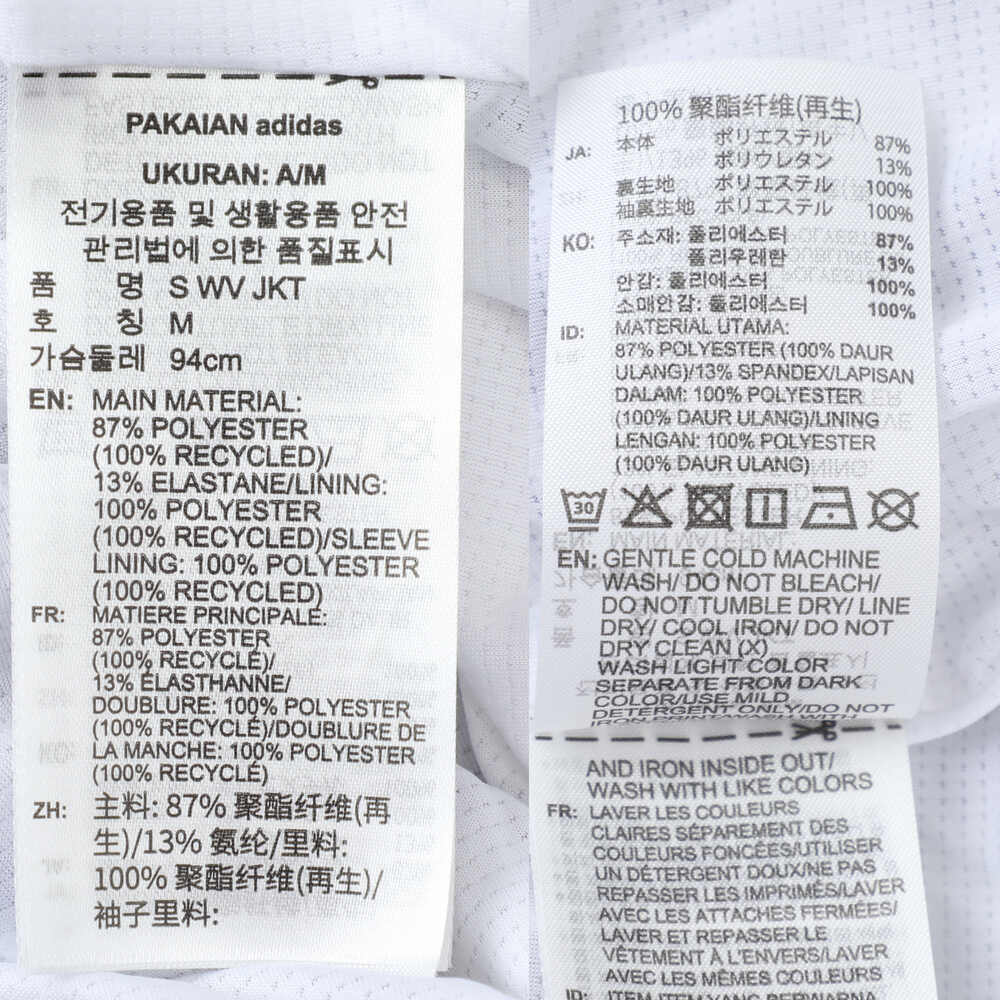 PAKAIAN adidas
UKURAN: A/M
전기용품 및 생활용품 안전
관리법에 의한 품질표시
품 명 S WV JKT
호 칭 M
가슴둘레 94cm
EN: MAIN MATERIAL:
87% POLYESTER
(100% RECYCLED)/
13% ELASTANE/LINING:
100% POLYESTER
(100% RECYCLED)/SLEEVE
LINING: 100% POLYESTER
(100% RECYCLED)
FR: MATIERE PRINCIPALE:
87% POLYESTER
(100% RECYCLÉ)/
13% ÉLASTHANNE/
DOUBLURE: 100% POLYESTER
(100% RECYCLÉ)/DOUBLURE DE
LA MANCHE: 100% POLYESTER
(100% RECYCLÉ)
ZH: 主料: 87% 聚酯纤维(再
生)/13% 氨纶/里料:
100% 聚酯纤维(再生)/
袖子里料:
100% 聚酯纤维(再生)
JA: 本体 ポリエステル 87%
ポリウレタン 13%
裏生地 ポリエステル 100%
袖裏生地 ポリエステル 100%
KO: 주소재: 폴리에스터 87%
폴리우레탄 13%
안감: 폴리에스터 100%
소매안감: 폴리에스터 100%
ID: MATERIAL UTAMA:
87% POLYESTER (100% DAUR
ULANG)/13% SPANDEX/LAPISAN
DALAM: 100% POLYESTER
(100% DAUR ULANG)/LINING
LENGAN: 100% POLYESTER
(100% DAUR ULANG)
30
EN: GENTLE COLD MACHINE
WASH/ DO NOT BLEACH/
DO NOT TUMBLE DRY/ LINE
DRY/ COOL IRON/ DO NOT
DRY CLEAN (X)
WASH LIGHT COLOR
SEPARATE FROM DARK
COLOR/USE MILD
DETERGENT ONLY/DO NOT
IRON PRINT/WASH WITH
AND IRON INSIDE OUT/
WASH WITH LIKE COLORS
FR: LAVER LES COULEURS
CLAIRES SÉPAREMENT DES
COULEURS FONCÉES/UTILISER
UN DÉTERGENT DOUX/NE PAS
REPASSER LES IMPRIMÉS/LAVER
AVEC LES ATTACHES FERMÉES/
LAVER ET REPASSER LE
VÊTEMENT À L'ENVERS/LAVER
AVEC LES MÊMES COULEURS
ID: ITEM-ITEM YANG BERWARNA